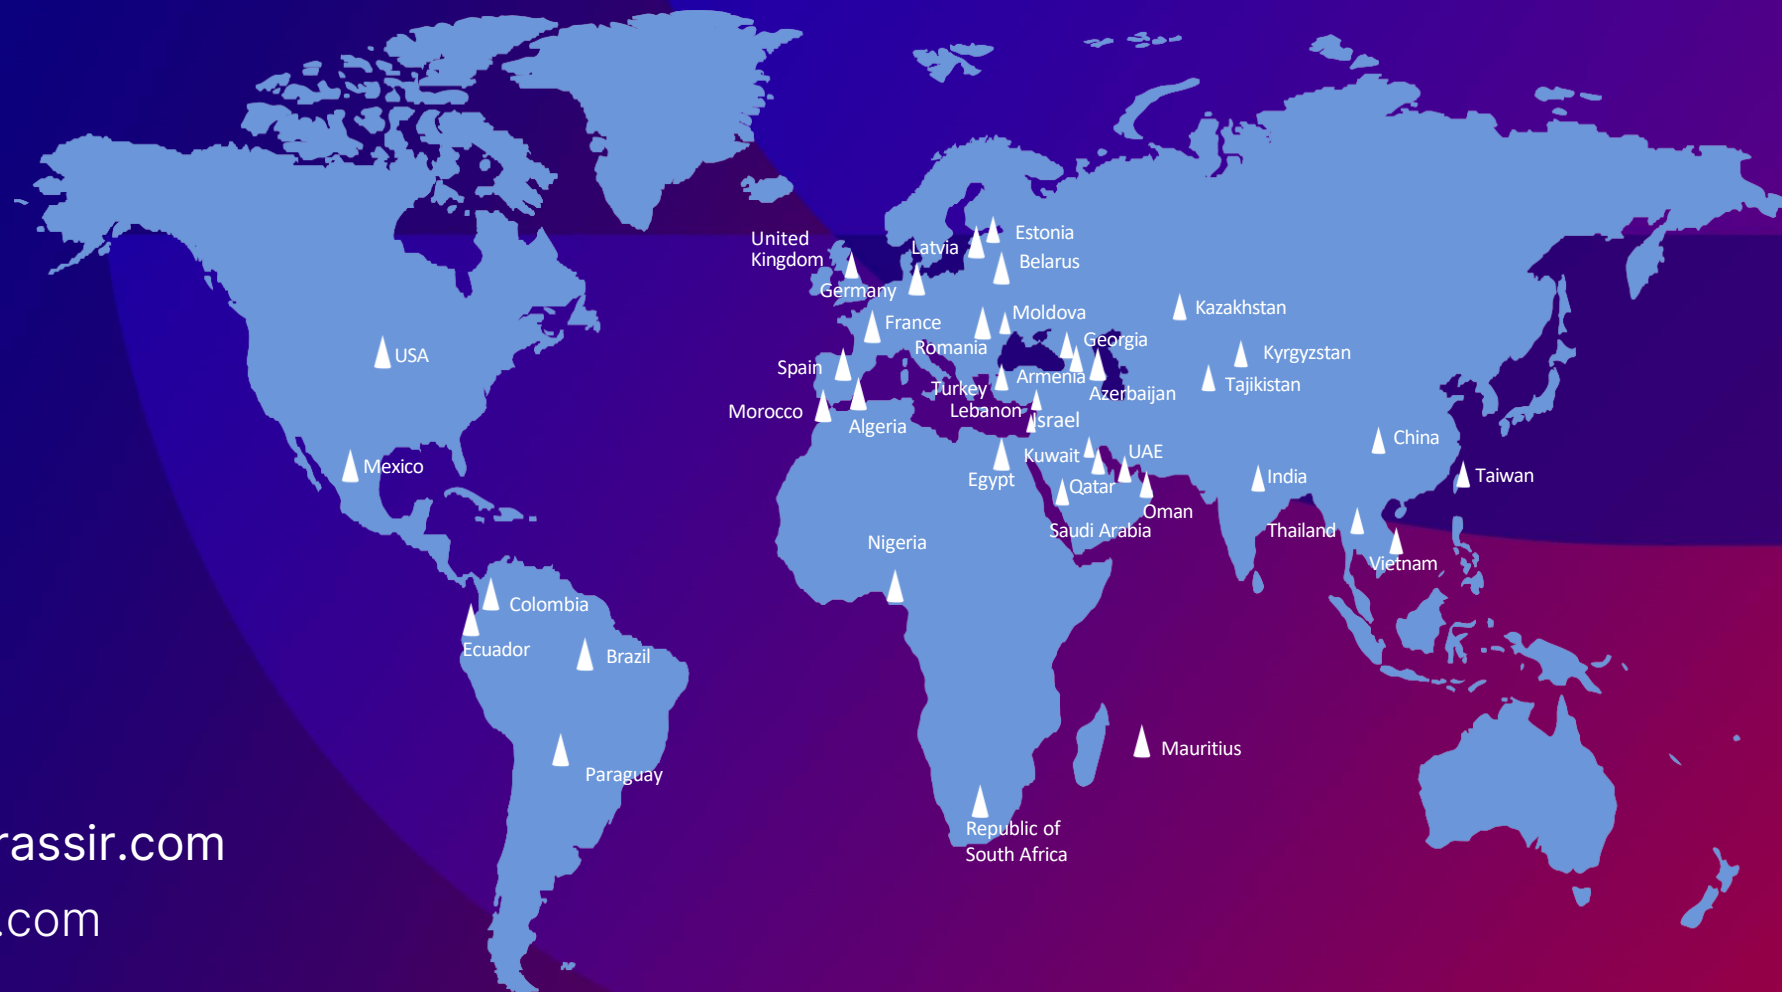 Estonia
United
Kingdom
Latvia
Belarus
Germany
Kazakhstan
Moldova
France
Georgia
Romania
Kyrgyzstan
USA
Spain
Armenia
Tajikistan
Turkey
Azerbaijan
Morocco
Lebanon
Israel
Algeria
China
Kuwait
UAE
Mexico
India
Taiwan
Egypt
Qatar
Oman
Saudi Arabia
Thailand
Nigeria
Vietnam
Colombia
Ecuador
Brazil
Mauritius
Paraguay
Republic of
South Africa
rassir.com
.com